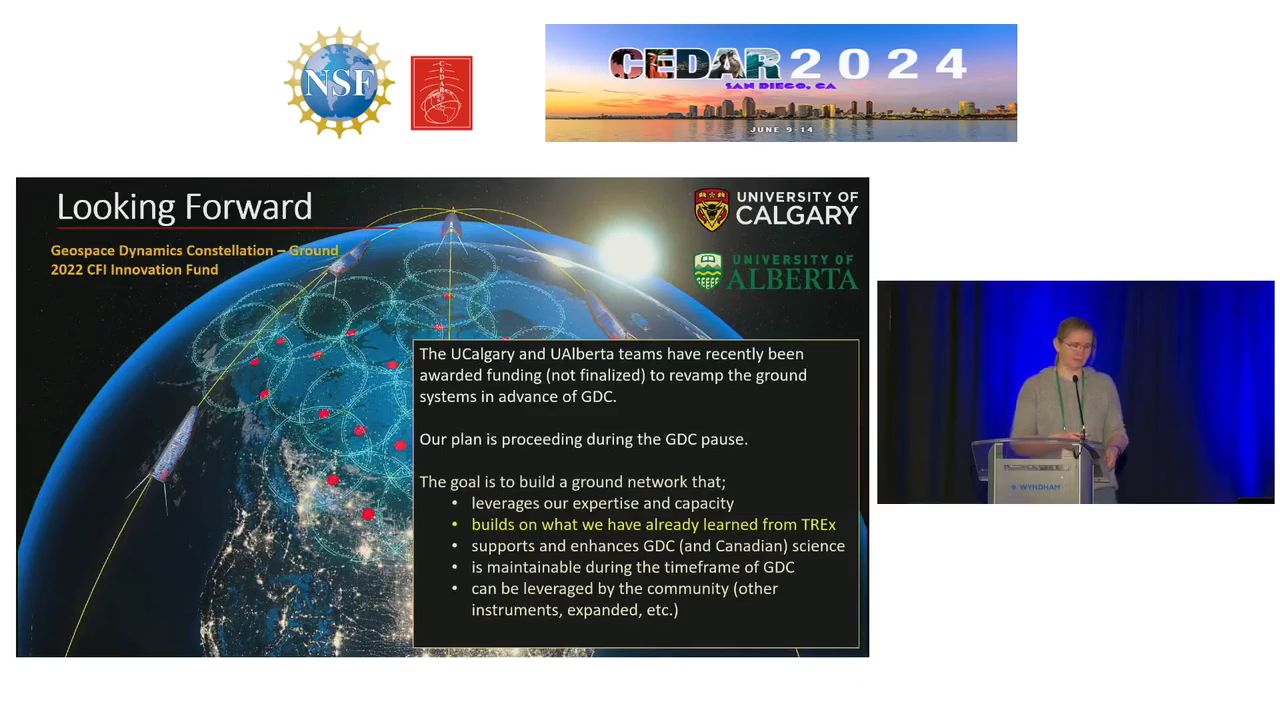 NSF
CEDAR
CEDAR 2024
SAN DIEGO, CA
JUNE 9-14
Looking Forward
Geospace Dynamics Constellation – Ground
2022 CFI Innovation Fund
UNIVERSITY OF
CALGARY
UNIVERSITY OF
ALBERTA
The UCalgary and UAlberta teams have recently been
awarded funding (not finalized) to revamp the ground
systems in advance of GDC.
Our plan is proceeding during the GDC pause.
The goal is to build a ground network that;
• leverages our expertise and capacity
• builds on what we have already learned from TREx
• supports and enhances GDC (and Canadian) science
• is maintainable during the timeframe of GDC
• can be leveraged by the community (other
instruments, expanded, etc.)
WYNDHAM